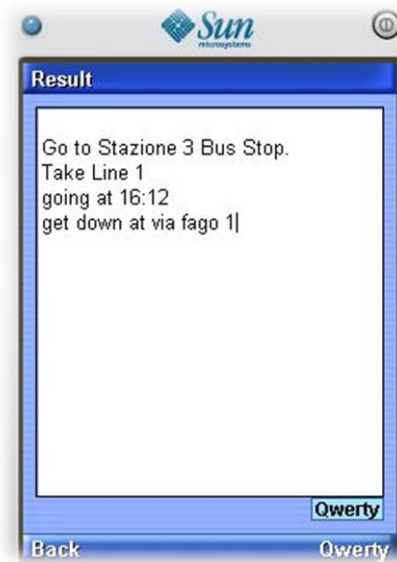 Sun
microsystems
Result
Go to Stazione 3 Bus Stop.
Take Line 1
going at 16:12
get down at via fago 1
Qwerty
Back
Qwerty